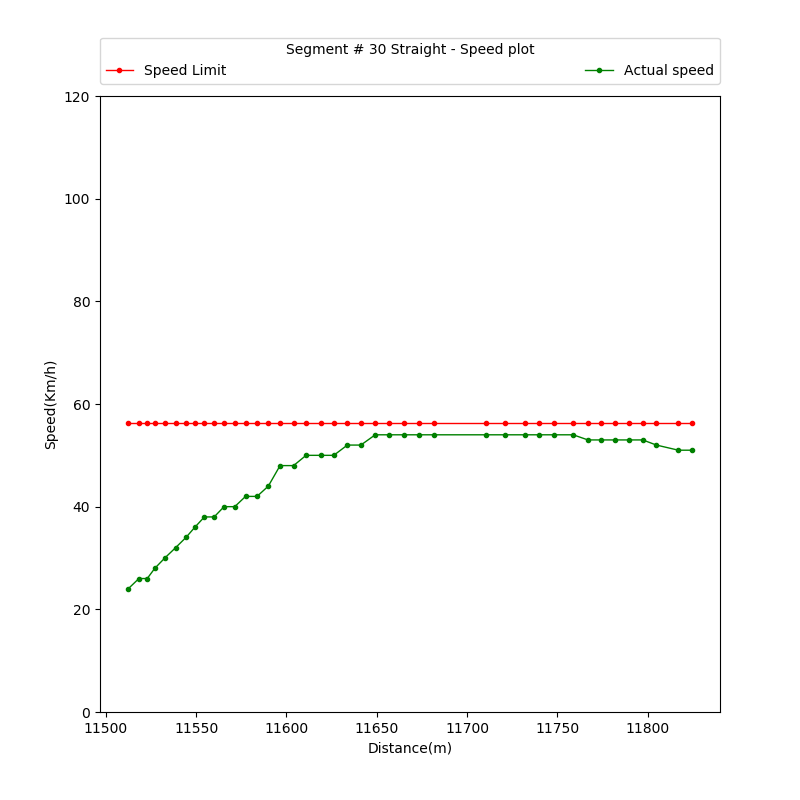 Segment # 30 Straight - Speed plot
Speed Limit
Actual speed
120
100
80
60
40
20
0
Speed(Km/h)
11500 11550 11600 11650 11700 11750 11800
Distance(m)